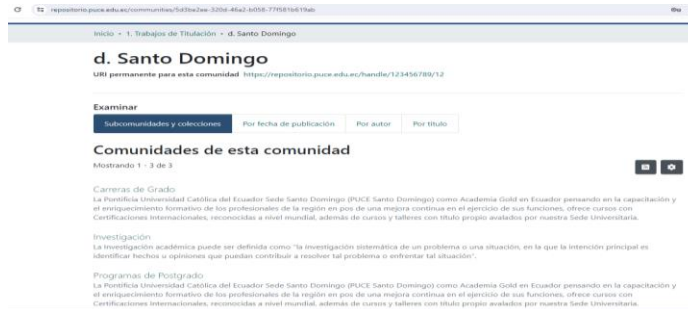 repositorio.puce.edu.ec/communities/5d3be2ee-320d-46a2-b058-77f581b619ab
Inicio • 1. Trabajos de Titulación • d. Santo Domingo
d. Santo Domingo
URI permanente para esta comunidad https://repositorio.puce.edu.ec/handle/123456789/12
Examinar
Subcomunidades y colecciones Por fecha de publicación Por autor Por título
Comunidades de esta comunidad
Mostrando 1 - 3 de 3
Carreras de Grado
La Pontificia Universidad Católica del Ecuador Sede Santo Domingo (PUCE Santo Domingo) como Academia Gold en Ecuador pensando en la capacitación y
el enriquecimiento formativo de los profesionales de la región en pos de una mejora continua en el ejercicio de sus funciones, ofrece cursos con
Certificaciones Internacionales, reconocidas a nivel mundial, además de cursos y talleres con título propio avalados por nuestra Sede Universitaria.
Investigación
La investigación académica puede ser definida como "la investigación sistemática de un problema o una situación, en la que la intención principal es
identificar hechos u opiniones que puedan contribuir a resolver tal problema o enfrentar tal situación".
Programas de Postgrado
La Pontificia Universidad Católica del Ecuador Sede Santo Domingo (PUCE Santo Domingo) como Academia Gold en Ecuador pensando en la capacitación y
el enriquecimiento formativo de los profesionales de la región en pos de una mejora continua en el ejercicio de sus funciones, ofrece cursos con
Certificaciones Internacionales, reconocidas a nivel mundial, además de cursos y talleres con título propio avalados por nuestra Sede Universitaria.